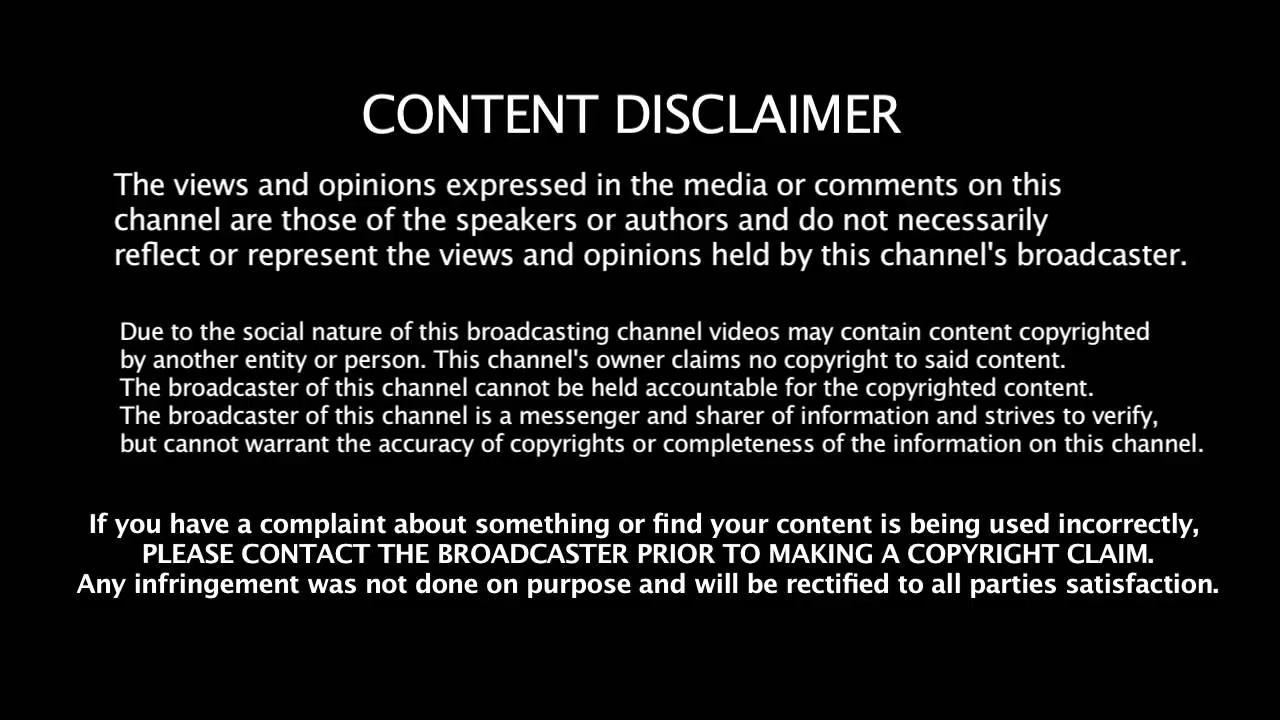 CONTENT DISCLAIMER
The views and opinions expressed in the media or comments on this
channel are those of the speakers or authors and do not necessarily
reflect or represent the views and opinions held by this channel's broadcaster.
Due to the social nature of this broadcasting channel videos may contain content copyrighted
by another entity or person. This channel's owner claims no copyright to said content.
The broadcaster of this channel cannot be held accountable for the copyrighted content.
The broadcaster of this channel is a messenger and sharer of information and strives to verify,
but cannot warrant the accuracy of copyrights or completeness of the information on this channel.
If you have a complaint about something or find your content is being used incorrectly,
PLEASE CONTACT THE BROADCASTER PRIOR TO MAKING A COPYRIGHT CLAIM.
Any infringement was not done on purpose and will be rectified to all parties satisfaction.